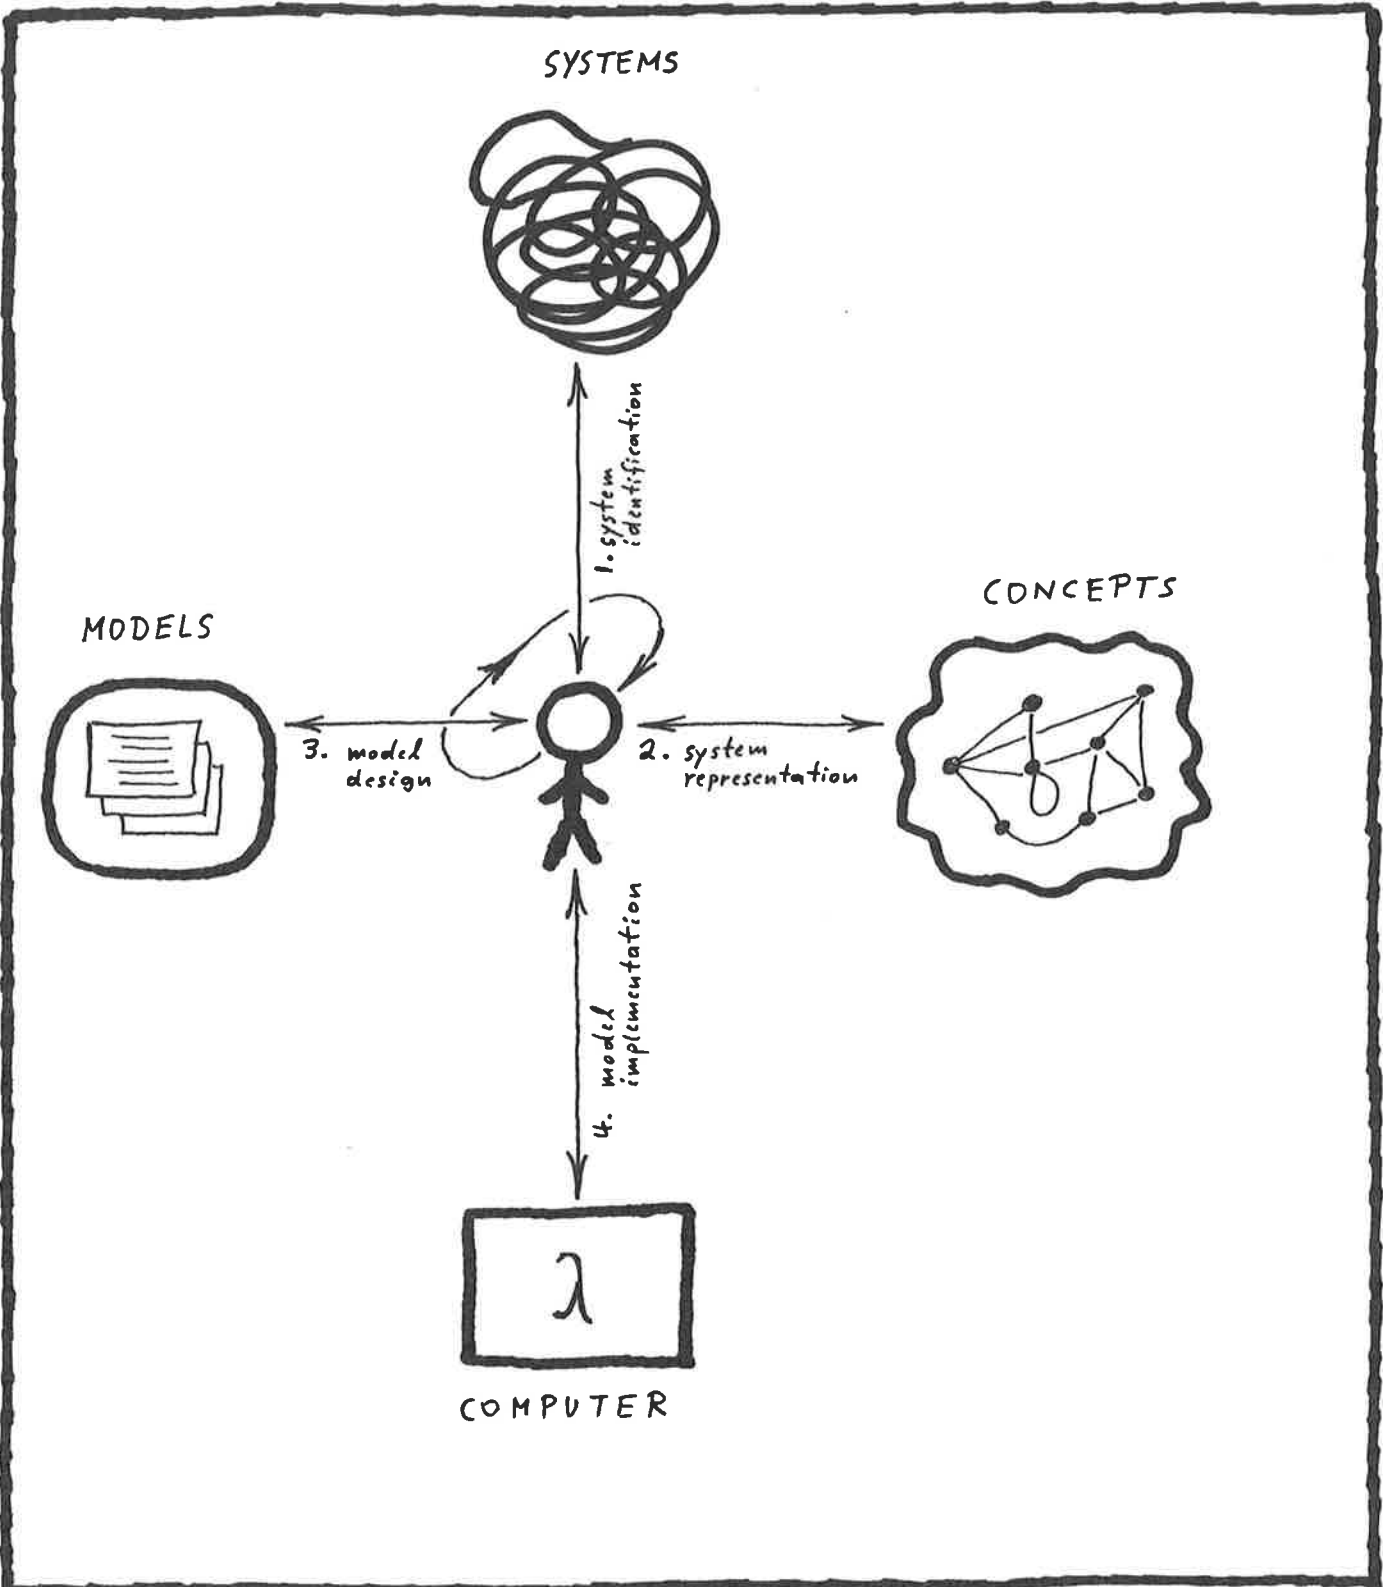 SYSTEMS
1. system
identification
CONCEPTS
MODELS
3. model
design
2. system
representation
4. model
implementation
λ
COMPUTER